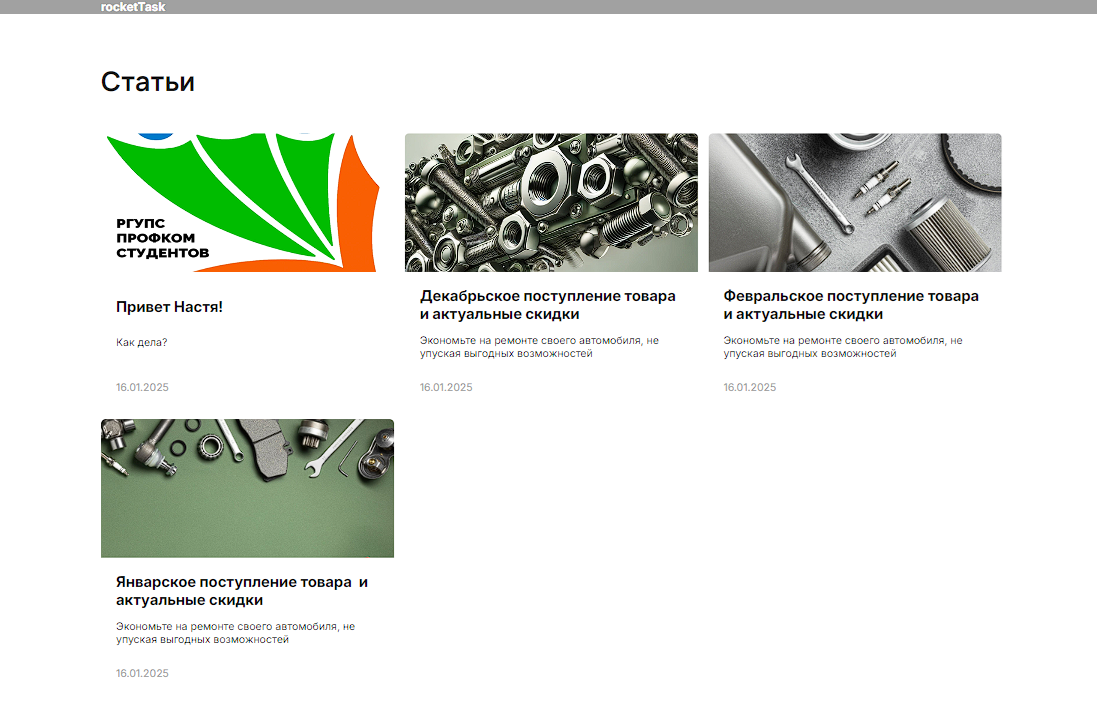 rocketTask
Статьи
РГУПС
ПРОФКОМ
СТУДЕНТОВ
Привет Настя!
Как дела?
16.01.2025
Декабрьское поступление товара
и актуальные скидки
Экономьте на ремонте своего автомобиля, не
упуская выгодных возможностей
16.01.2025
Февральское поступление товара
и актуальные скидки
Экономьте на ремонте своего автомобиля, не
упуская выгодных возможностей
16.01.2025
Январское поступление товара  и
актуальные скидки
Экономьте на ремонте своего автомобиля, не
упуская выгодных возможностей
16.01.2025